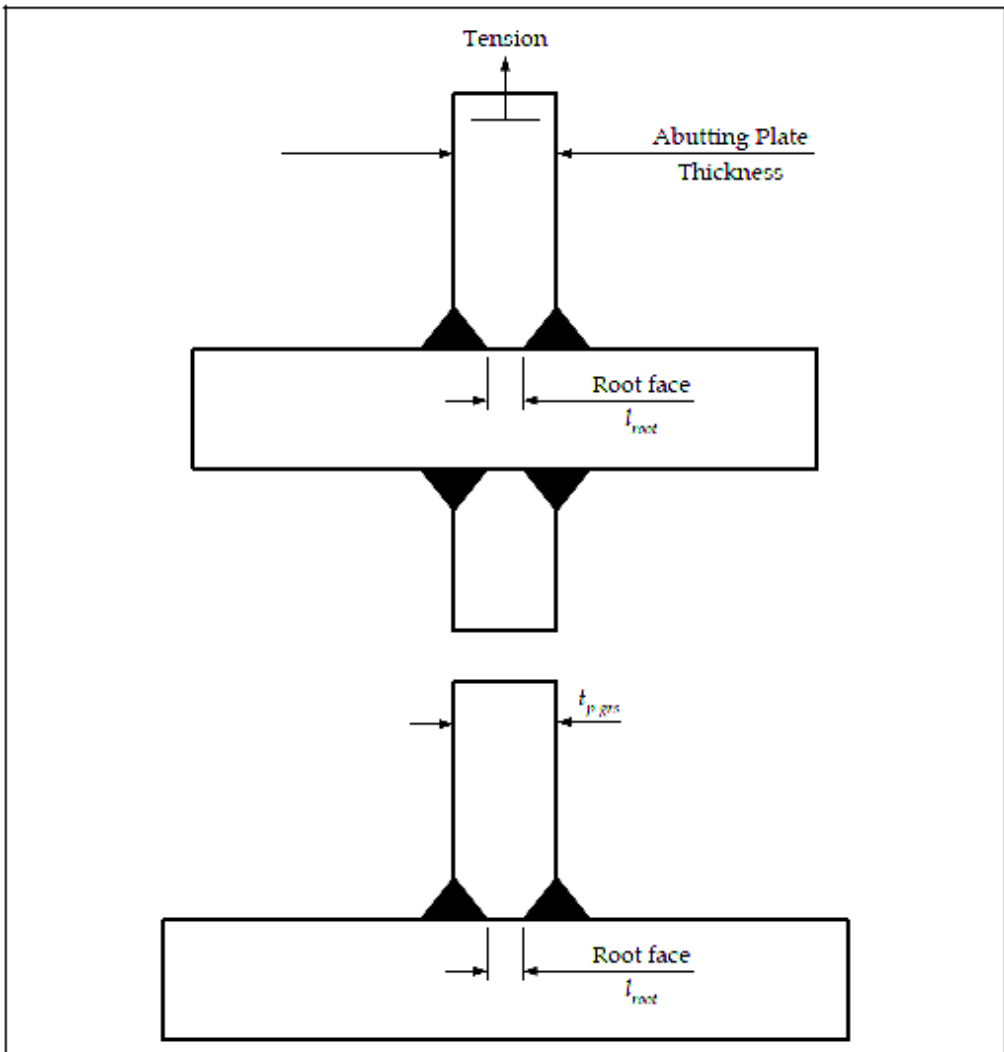 Tension
Abutting Plate
Thickness
Root face
l_root
t_p grs
Root face
l_root